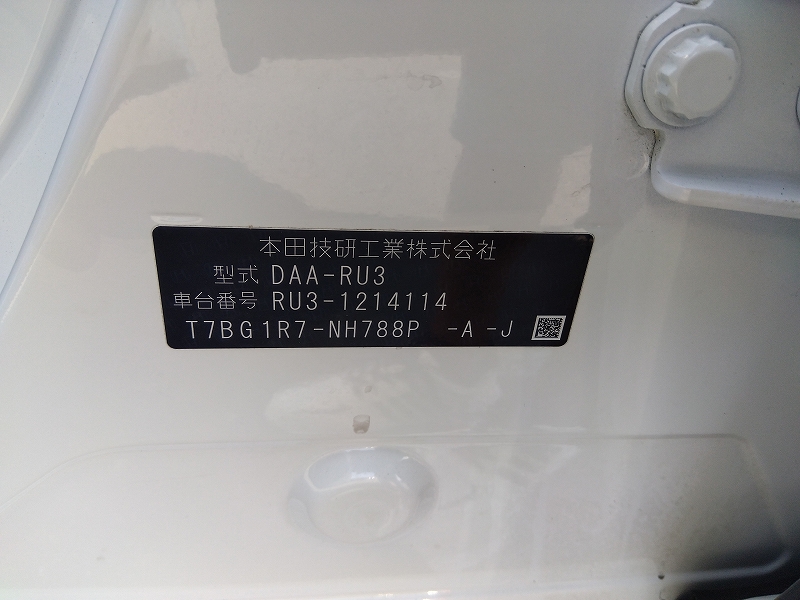 本田技研工業株式会社
型式 DAA-RU3
車台番号 RU3-1214114
T7BG1R7-NH788P -A -J